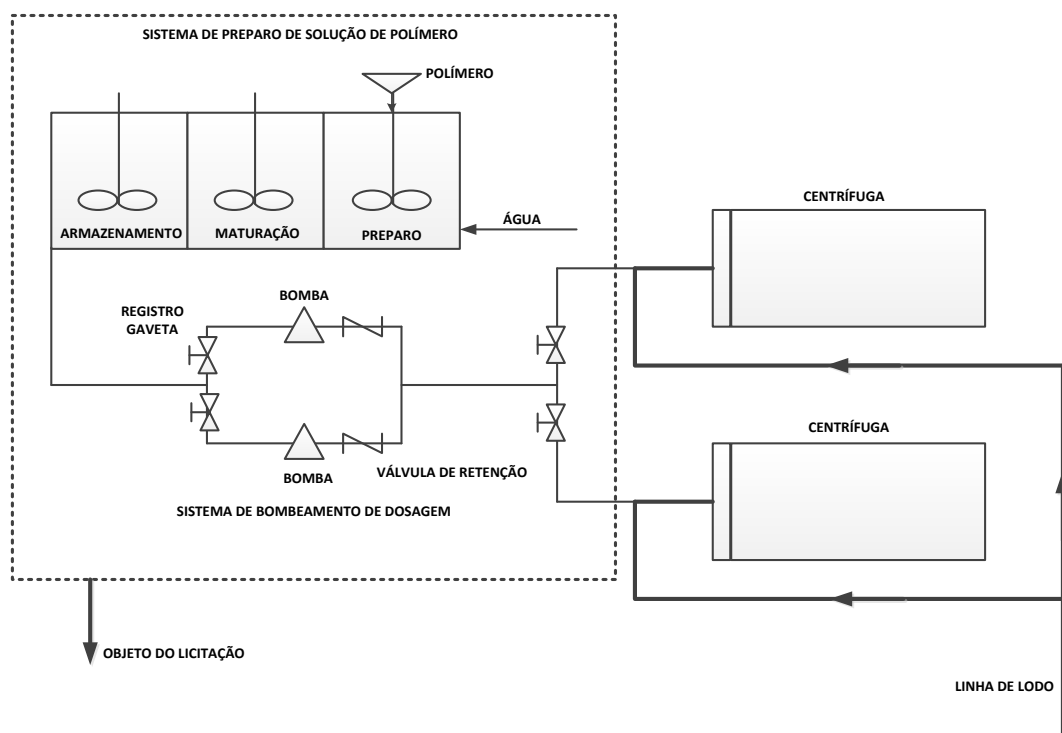 SISTEMA DE PREPARO DE SOLUÇÃO DE POLÍMERO
POLÍMERO
ARMAZENAMENTO
MATURAÇÃO
PREPARO
ÁGUA
CENTRÍFUGA
BOMBA
REGISTRO
GAVETA
CENTRÍFUGA
VÁLVULA DE RETENÇÃO
BOMBA
SISTEMA DE BOMBEAMENTO DE DOSAGEM
OBJETO DO LICITAÇÃO
LINHA DE LODO